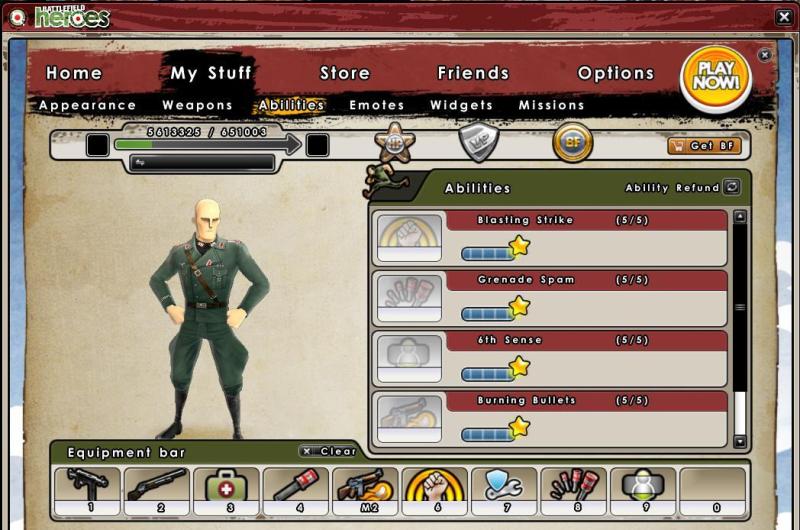 BATTLEFIELD
heroes
Home My Stuff Store Friends Options PLAY NOW!
Appearance Weapons Abilities Emotes Widgets Missions
5613325 / 651003
VP BF Get BF
Abilities Ability Refund
Blasting Strike (5/5)
Grenade Spam (5/5)
6th Sense (5/5)
Burning Bullets (5/5)
Equipment bar × Clear
1 2 3 4 M2 6 7 8 9 0